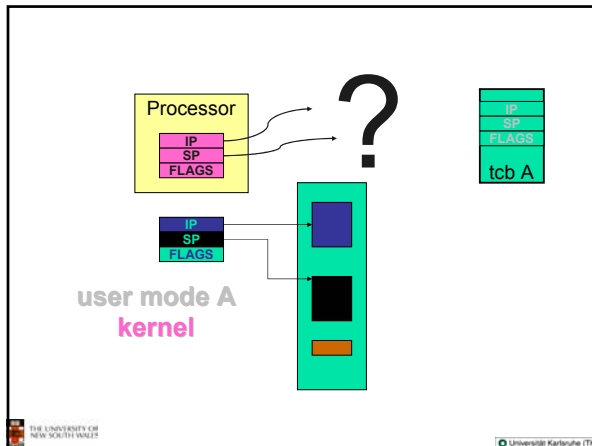 Processor
IP
SP
FLAGS
?
IP
SP
FLAGS
tcb A
IP
SP
FLAGS
user mode A
kernel
THE UNIVERSITY OF
NEW SOUTH WALES
Universität Karlsruhe (TH